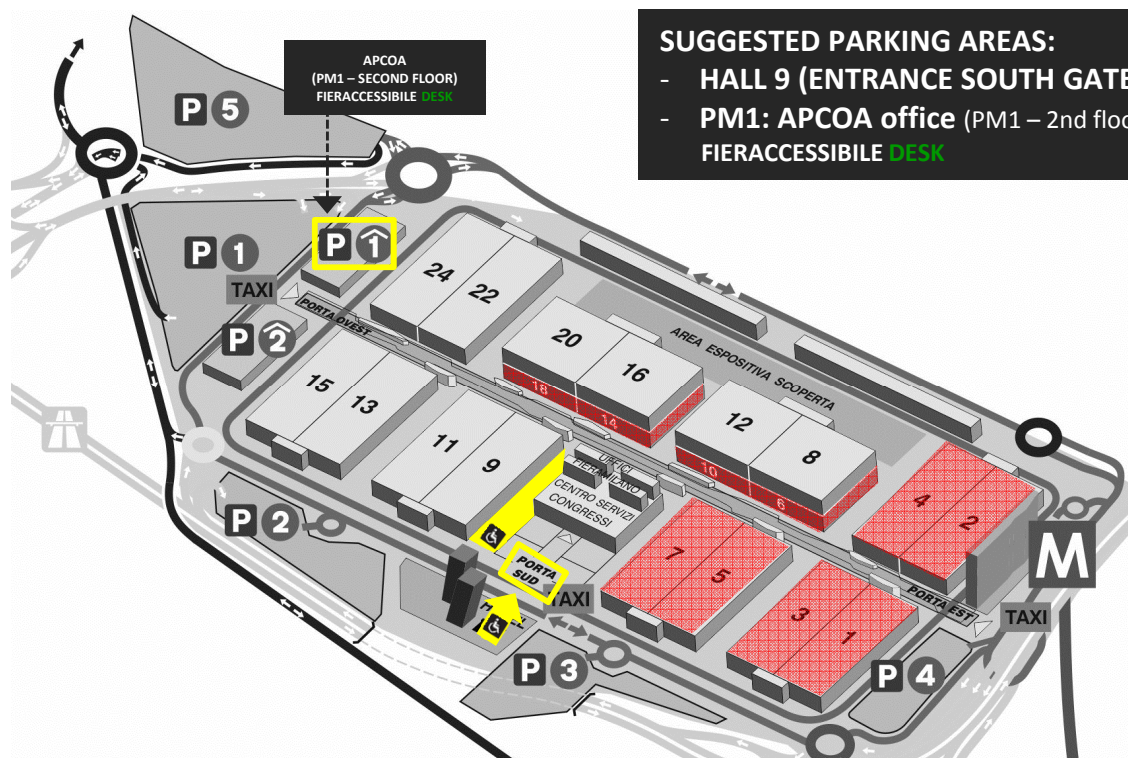 SUGGESTED PARKING AREAS:
- HALL 9 (ENTRANCE SOUTH GATE
- PM1: APCOA office (PM1 – 2nd floo
FIERACCESSIBILE DESK
APCOA
(PM1 – SECOND FLOOR)
FIERACCESSIBILE DESK
P 5
P 1
P 1
TAXI
PORTA OVEST
P 2
24
22
20
16
18
14
AREA ESPOSITIVA SCOPERTA
12
8
10
6
15
13
11
9
UFFICI
FIERAMILANO
CENTRO SERVIZI
CONGRESSI
4
2
M
7
5
PORTA
SUD
TAXI
P 2
3
1
PORTA EST
TAXI
P 3
P 4